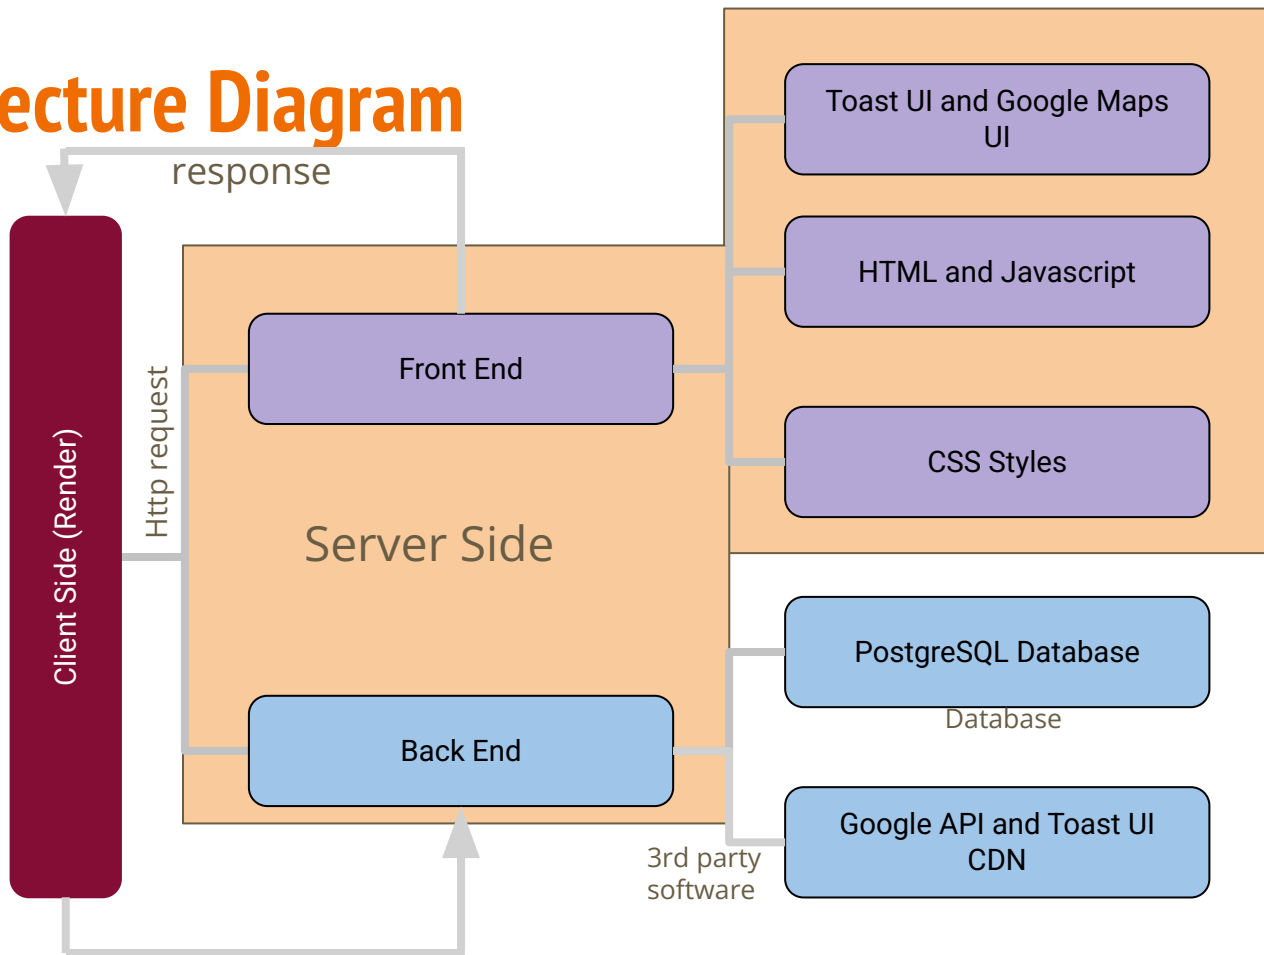 ecture Diagram
response
Toast UI and Google Maps
UI
HTML and Javascript
Front End
CSS Styles
Http request
Client Side (Render)
Server Side
PostgreSQL Database
Database
Back End
Google API and Toast UI
CDN
3rd party
software